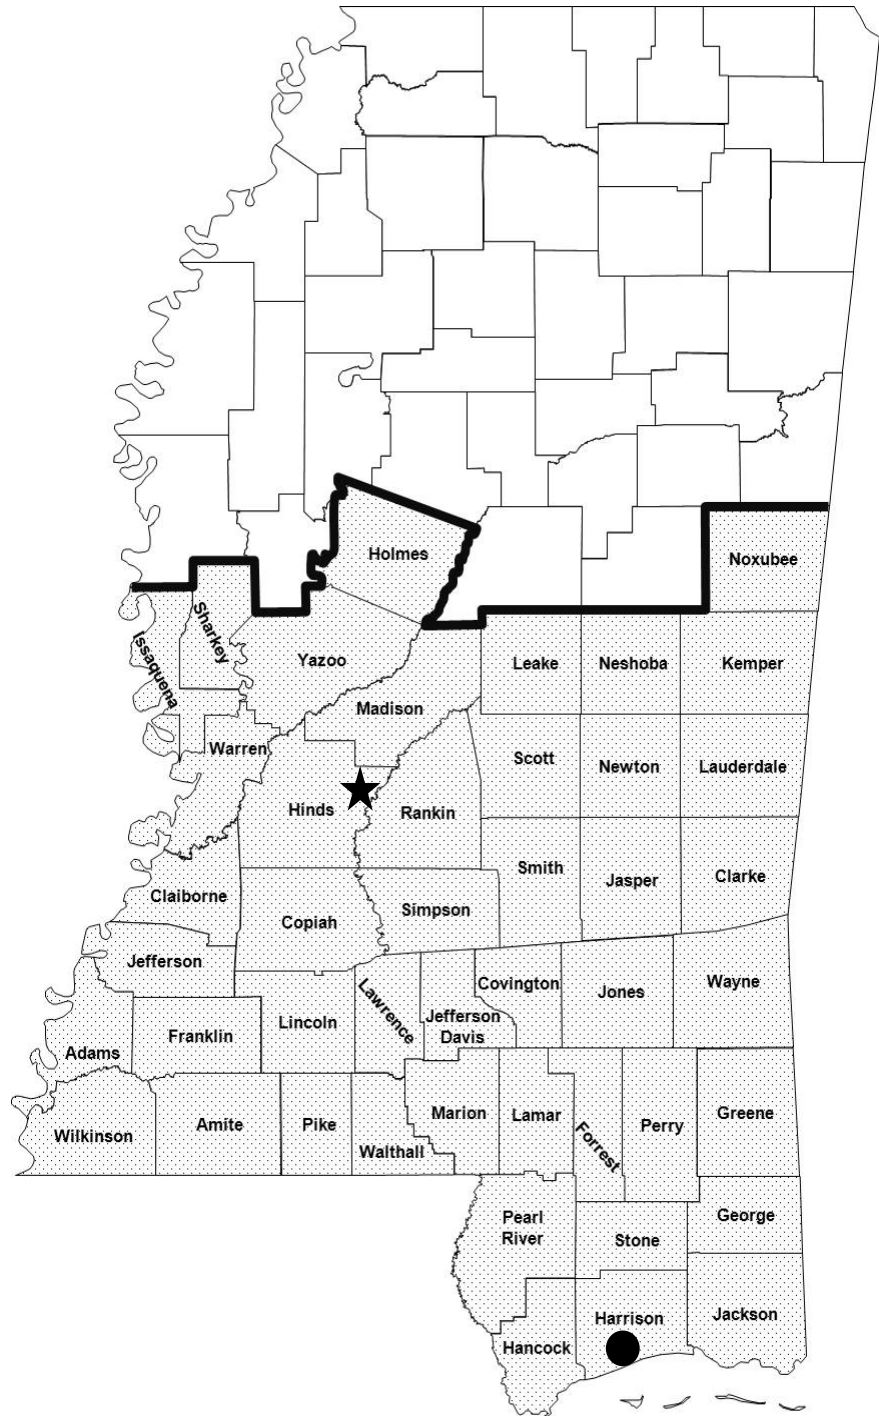 Holmes
Noxubee
Sharkey
Issaquena
Yazoo
Leake
Neshoba
Kemper
Madison
Warren
Scott
Newton
Lauderdale
Hinds
Rankin
Smith
Jasper
Clarke
Claiborne
Copiah
Simpson
Jefferson
Lawrence
Covington
Jones
Wayne
Jefferson
Davis
Lincoln
Franklin
Adams
Wilkinson
Amite
Pike
Walthall
Marion
Lamar
Forrest
Perry
Greene
Pearl
River
Stone
George
Hancock
Harrison
Jackson